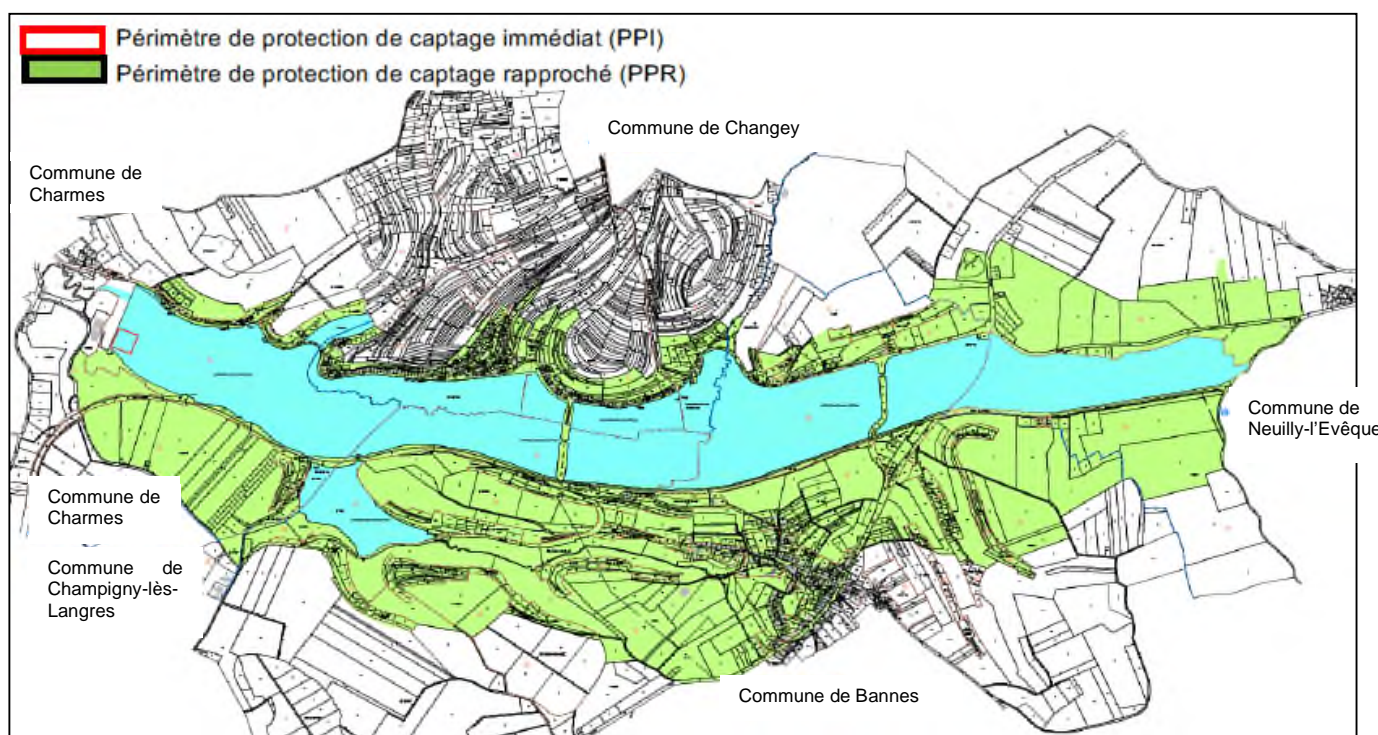 Périmètre de protection de captage immédiat (PPI)
Périmètre de protection de captage rapproché (PPR)
Commune de Changey
Commune de
Charmes
Commune de
Neuilly-l'Evêque
Commune de
Charmes
Commune de
Champigny-lès-
Langres
Commune de Bannes